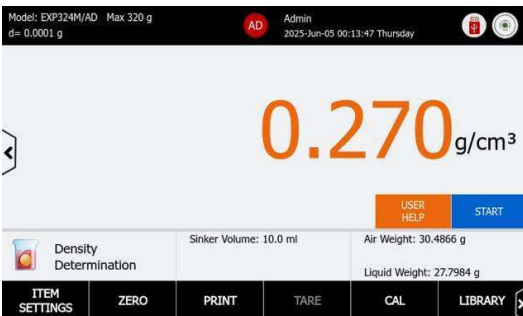 Model: EXP324M/AD Max 320 g
d= 0.0001 g
AD
Admin
2025-Jun-05 00:13:47 Thursday
0.270 g/cm³
USER
HELP
START
Density
Determination
Sinker Volume: 10.0 ml
Air Weight: 30.4866 g
Liquid Weight: 27.7984 g
ITEM
SETTINGS
ZERO
PRINT
TARE
CAL
LIBRARY